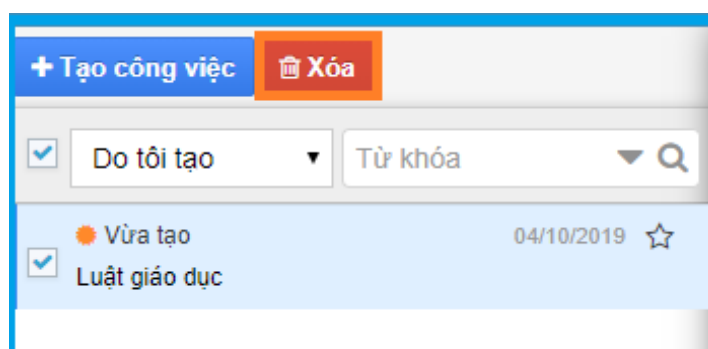 Tạo công việc Xóa
Do tôi tạo Từ khóa
Vừa tạo 04/10/2019
Luật giáo dục